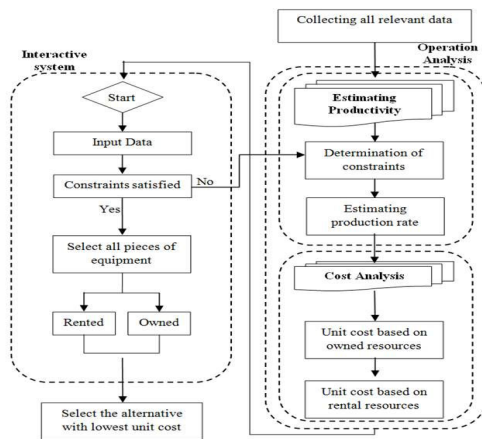 Collecting all relevant data
Interactive
system
Operation
Analysis
Start
Estimating
Productivity
Input Data
Determination of
constraints
Constraints satisfied
No
Yes
Estimating
production rate
Select all pieces of
equipment
Cost Analysis
Rented
Owned
Unit cost based on
owned resources
Unit cost based on
rental resources
Select the alternative
with lowest unit cost